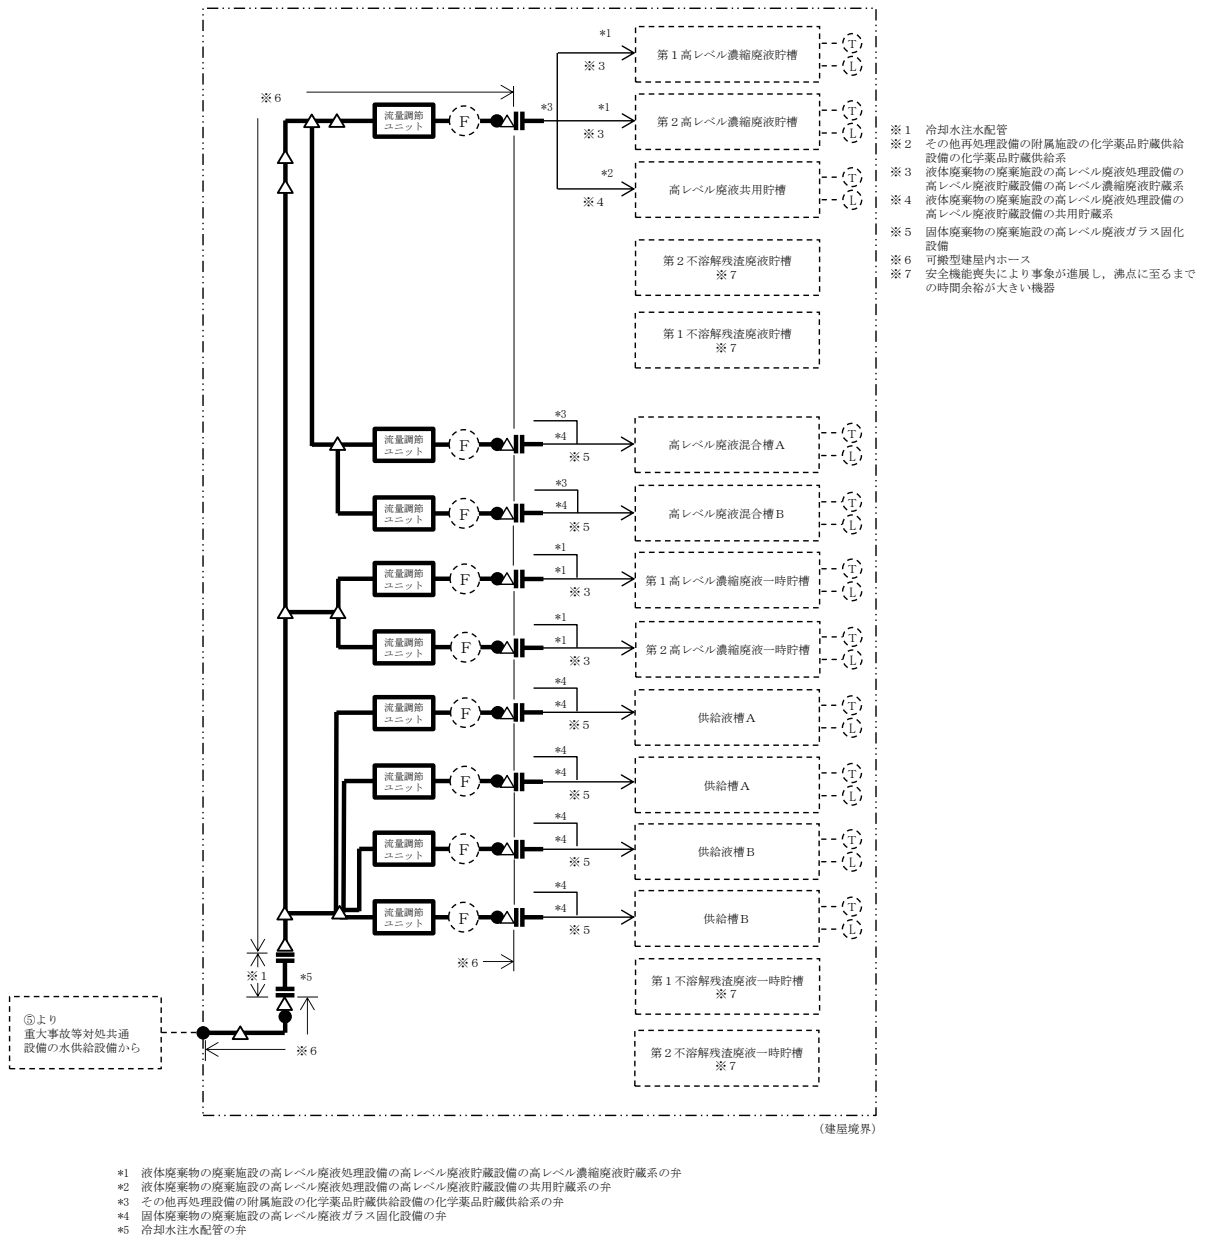 *1
第１高レベル濃縮廃液貯槽
T
※３
L
※６
*3
*1
第２高レベル濃縮廃液貯槽
T
※３
L
流量調節
ユニット
F
*2
高レベル廃液共用貯槽
T
※４
L
第２不溶解残渣廃液貯槽
※７
第１不溶解残渣廃液貯槽
※７
*3
流量調節
ユニット
F
*4
高レベル廃液混合槽Ａ
T
※５
L
*3
流量調節
ユニット
F
*4
高レベル廃液混合槽Ｂ
T
※５
L
*1
流量調節
ユニット
F
*1
第１高レベル濃縮廃液一時貯槽
T
※３
L
*1
流量調節
ユニット
F
*1
第２高レベル濃縮廃液一時貯槽
T
※３
L
*4
流量調節
ユニット
F
*4
供給液槽Ａ
T
※５
L
*4
流量調節
ユニット
F
*4
供給槽Ａ
T
※５
L
*4
流量調節
ユニット
F
*4
供給液槽Ｂ
T
※５
L
*4
流量調節
ユニット
F
*4
供給槽Ｂ
T
※５
L
※６
※１
*5
第１不溶解残渣廃液一時貯槽
※７
⑤より
重大事故等対処共通
設備の水供給設備から
※６
第２不溶解残渣廃液一時貯槽
※７
（建屋境界）
※１　冷却水注水配管
※２　その他再処理設備の附属施設の化学薬品貯蔵供給
設備の化学薬品貯蔵供給系
※３　液体廃棄物の廃棄施設の高レベル廃液処理設備の
高レベル廃液貯蔵設備の高レベル濃縮廃液貯蔵系
※４　液体廃棄物の廃棄施設の高レベル廃液処理設備の
高レベル廃液貯蔵設備の共用貯蔵系
※５　固体廃棄物の廃棄施設の高レベル廃液ガラス固化
設備
※６　可搬型建屋内ホース
※７　安全機能喪失により事象が進展し，沸点に至るまで
の時間余裕が大きい機器
*1　液体廃棄物の廃棄施設の高レベル廃液処理設備の高レベル廃液貯蔵設備の高レベル濃縮廃液貯蔵系の弁
*2　液体廃棄物の廃棄施設の高レベル廃液処理設備の高レベル廃液貯蔵設備の共用貯蔵系の弁
*3　その他再処理設備の附属施設の化学薬品貯蔵供給設備の化学薬品貯蔵供給系の弁
*4　固体廃棄物の廃棄施設の高レベル廃液ガラス固化設備の弁
*5　冷却水注水配管の弁